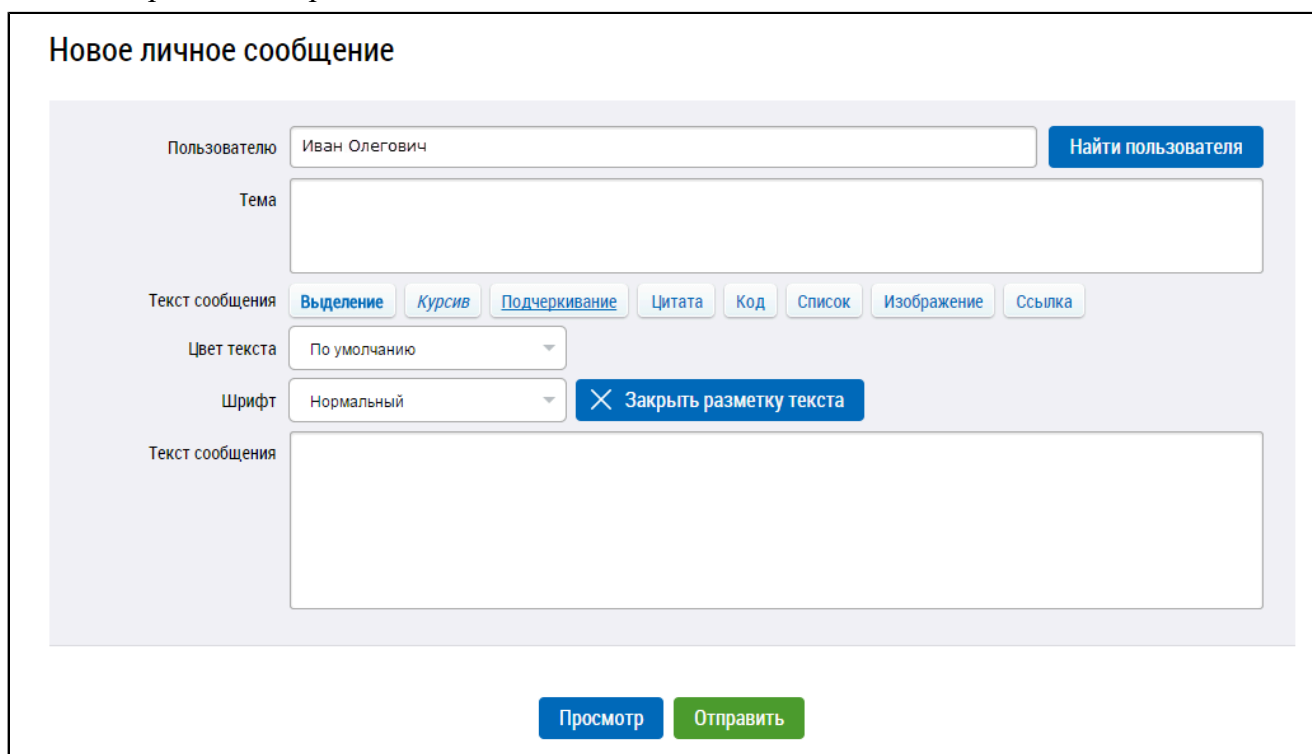 Новое личное сообщение
Пользователю Иван Олегович Найти пользователя
Тема
Текст сообщения Выделение Курсив Подчеркивание Цитата Код Список Изображение Ссылка
Цвет текста По умолчанию
Шрифт Нормальный Закрыть разметку текста
Текст сообщения
Просмотр Отправить